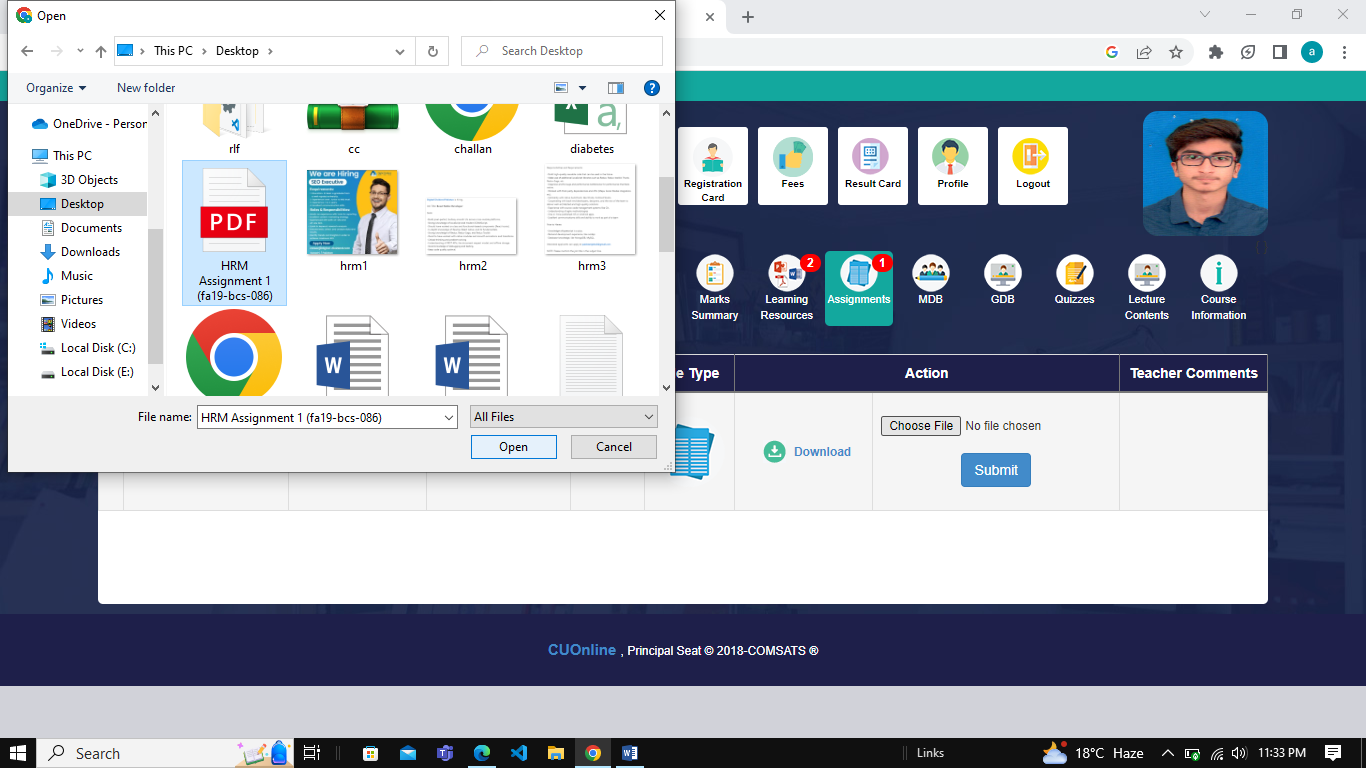 Open
This PC
Desktop
Search Desktop
Organize
New folder
OneDrive - Person
This PC
3D Objects
Desktop
Documents
Downloads
Music
Pictures
Videos
Local Disk (C:)
Local Disk (E:)
rlf
cc
challan
diabetes
a,
PDF
HRM
Assignment 1
(fa19-bcs-086)
We are Hiring
SEO Executive
hrm1
hrm2
hrm3
W
W
File name:
HRM Assignment 1 (fa19-bcs-086)
All Files
Open
Cancel
a
Registration
Card
Fees
Result Card
Profile
Logout
Marks
Summary
2
Learning
Resources
1
Assignments
MDB
GDB
Quizzes
Lecture
Contents
Course
Information
e Type
Action
Teacher Comments
Download
Choose File No file chosen
Submit
CUOnline , Principal Seat © 2018-COMSATS ®
Search
Links
18°C Haze
11:33 PM